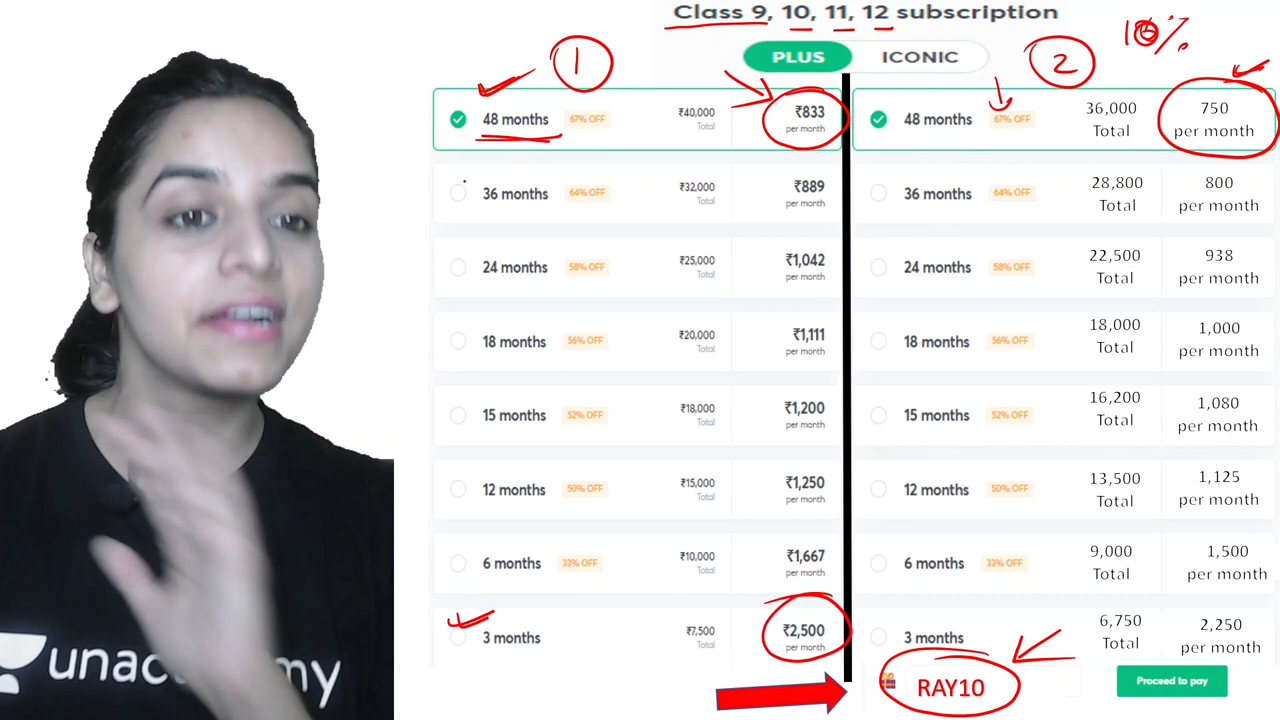 Class 9, 10, 11, 12 subscription
10%
PLUS ICONIC
1
2
48 months 67% OFF ₹40,000 Total ₹833 per month
36 months 64% OFF ₹32,000 Total ₹889 per month
24 months 58% OFF ₹25,000 Total ₹1,042 per month
18 months 56% OFF ₹20,000 Total ₹1,111 per month
15 months 52% OFF ₹18,000 Total ₹1,200 per month
12 months 50% OFF ₹15,000 Total ₹1,250 per month
6 months 33% OFF ₹10,000 Total ₹1,667 per month
3 months ₹7,500 Total ₹2,500 per month
48 months 67% OFF 36,000 Total 750 per month
36 months 64% OFF 28,800 Total 800 per month
24 months 58% OFF 22,500 Total 938 per month
18 months 56% OFF 18,000 Total 1,000 per month
15 months 52% OFF 16,200 Total 1,080 per month
12 months 50% OFF 13,500 Total 1,125 per month
6 months 33% OFF 9,000 Total 1,500 per month
3 months 6,750 Total 2,250 per month
RAY10
Proceed to pay
unacademy